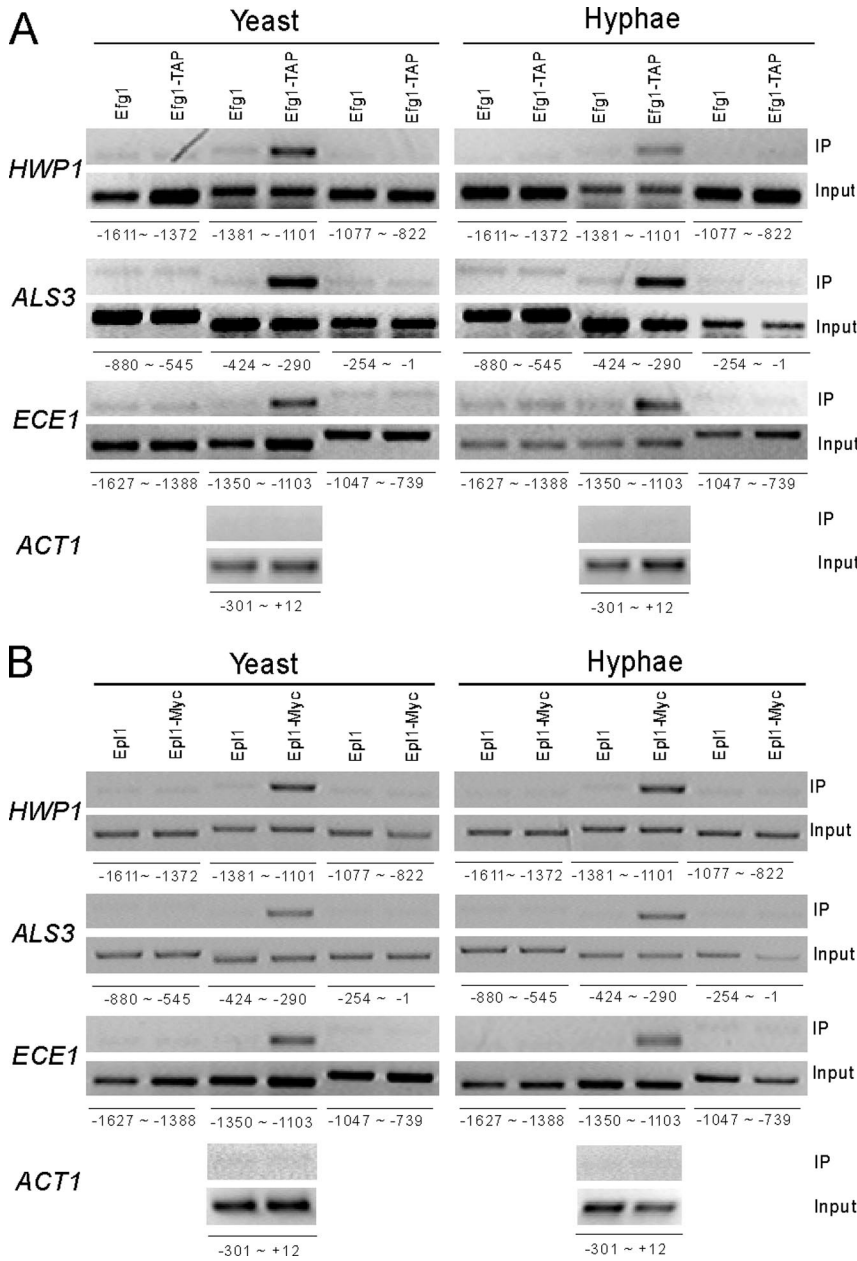 A
Yeast Hyphae
Efg1 Efg1-TAP Efg1 Efg1-TAP Efg1 Efg1-TAP Efg1 Efg1-TAP Efg1 Efg1-TAP Efg1 Efg1-TAP
HWP1 IP
Input
-1611~ -1372 -1381 ~ -1101 -1077 ~ -822 -1611~ -1372 -1381 ~ -1101 -1077 ~ -822
ALS3 IP
Input
-880 ~ -545 -424 ~ -290 -254 ~ -1 -880 ~ -545 -424 ~ -290 -254 ~ -1
ECE1 IP
Input
-1627 ~ -1388 -1350 ~ -1103 -1047 ~ -739 -1627 ~ -1388 -1350 ~ -1103 -1047 ~ -739
ACT1 IP
Input
-301 ~ +12 -301 ~ +12
B
Yeast Hyphae
Epl1 Epl1-Myc Epl1 Epl1-Myc Epl1 Epl1-Myc Epl1 Epl1-Myc Epl1 Epl1-Myc Epl1 Epl1-Myc
HWP1 IP
Input
-1611~ -1372 -1381 ~ -1101 -1077 ~ -822 -1611~ -1372 -1381 ~ -1101 -1077 ~ -822
ALS3 IP
Input
-880 ~ -545 -424 ~ -290 -254 ~ -1 -880 ~ -545 -424 ~ -290 -254 ~ -1
ECE1 IP
Input
-1627 ~ -1388 -1350 ~ -1103 -1047 ~ -739 -1627 ~ -1388 -1350 ~ -1103 -1047 ~ -739
ACT1 IP
Input
-301 ~ +12 -301 ~ +12